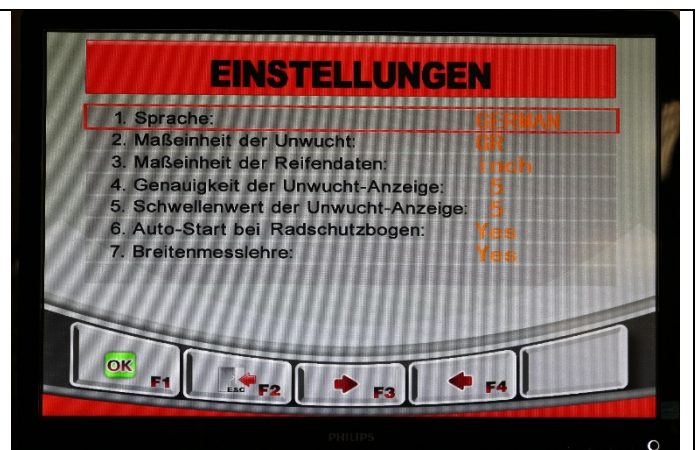 EINSTELLUNGEN
1. Sprache: GERMAN
2. Maßeinheit der Unwucht: GR
3. Maßeinheit der Reifendaten: inch
4. Genauigkeit der Unwucht-Anzeige: 5
5. Schwellenwert der Unwucht-Anzeige: 5
6. Auto-Start bei Radschutzbogen: Yes
7. Breitenmesslehre: Yes
OK F1 F2 F3 F4
PHILIPS